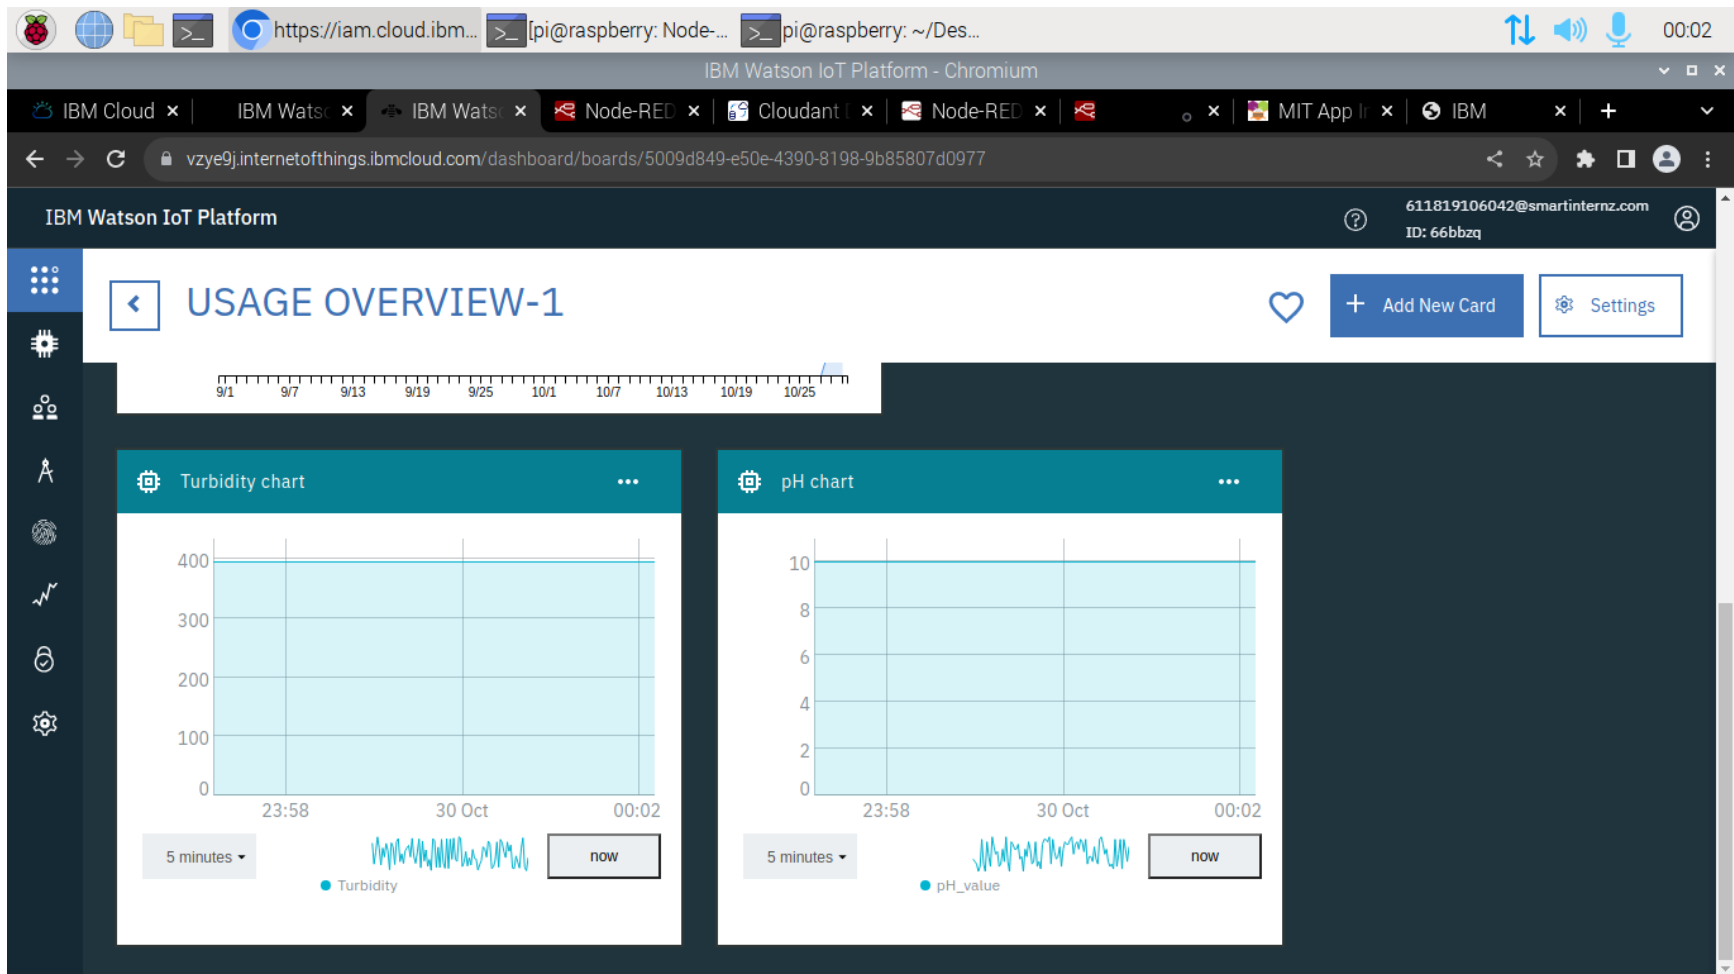 https://iam.cloud.ibm... [pi@raspberry: Node-... pi@raspberry: ~/Des... 00:02
IBM Watson IoT Platform - Chromium
IBM Cloud IBM Wats IBM Wats Node-RED Cloudant Node-RED MIT App In IBM
vzye9j.internetofthings.ibmcloud.com/dashboard/boards/5009d849-e50e-4390-8198-9b85807d0977
IBM Watson IoT Platform
611819106042@smartinternz.com
ID: 66bbzq
USAGE OVERVIEW-1
Add New Card
Settings
9/1 9/7 9/13 9/19 9/25 10/1 10/7 10/13 10/19 10/25
Turbidity chart
400
300
200
100
0
23:58 30 Oct 00:02
5 minutes
now
Turbidity
pH chart
10
8
6
4
2
0
23:58 30 Oct 00:02
5 minutes
now
pH_value